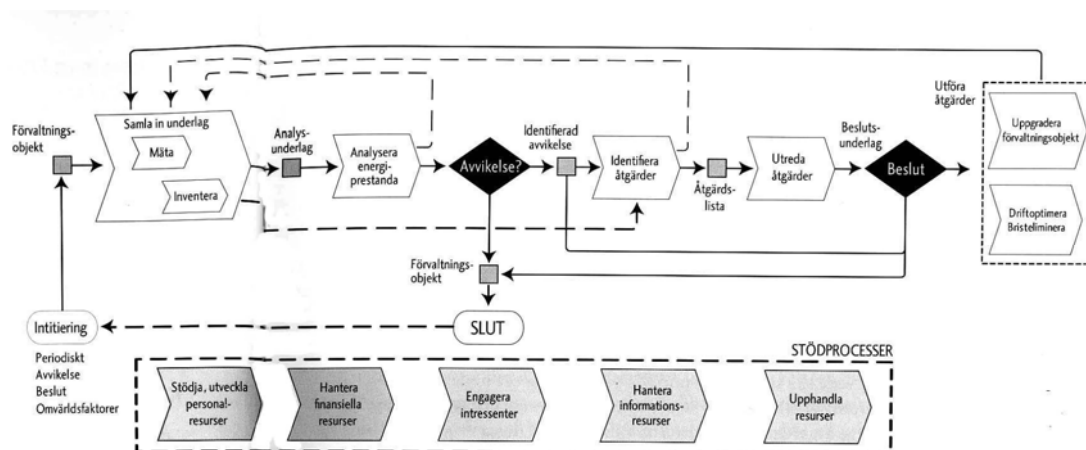 Förvaltnings-
objekt
Samla in underlag
Mäta
Inventera
Analys-
underlag
Analysera
energi-
prestanda
Avvikelse?
Identifierad
avvikelse
Identifiera
åtgärder
Åtgärds-
lista
Utreda
åtgärder
Besluts-
underlag
Beslut
Utföra
åtgärder
Uppgradera
förvaltningsobjekt
Driftoptimera
Bristeliminera
Förvaltnings-
objekt
SLUT
Intitiering
Periodiskt
Avvikelse
Beslut
Omvärldsfaktorer
STÖDPROCESSER
Stödja, utveckla
personal-
resurser
Hantera
finansiella
resurser
Engagera
intressenter
Hantera
informations-
resurser
Upphandla
resurser